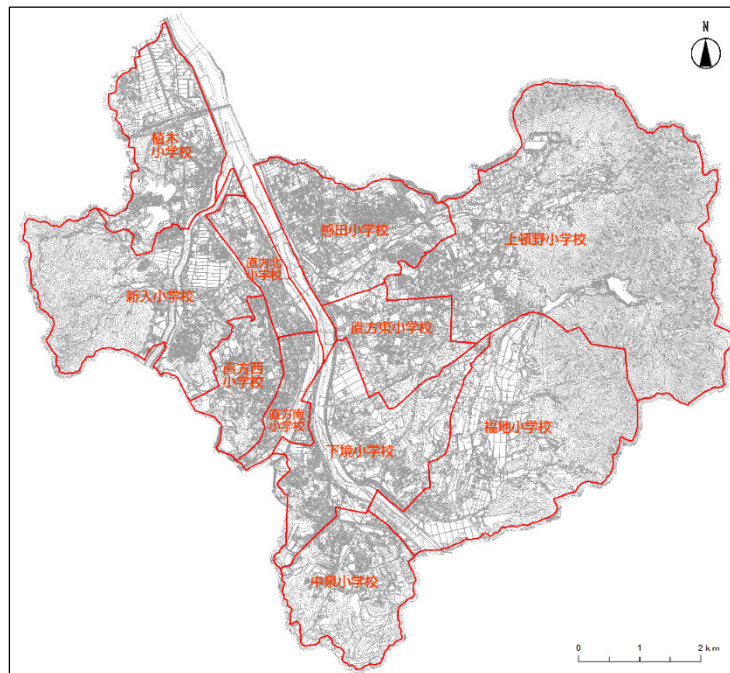 N
植木
小学校
感田小学校
上頓野小学校
直方北
小学校
新入小学校
直方東小学校
直方西
小学校
直方南
小学校
福地小学校
下境小学校
中泉小学校
0 1 2 km